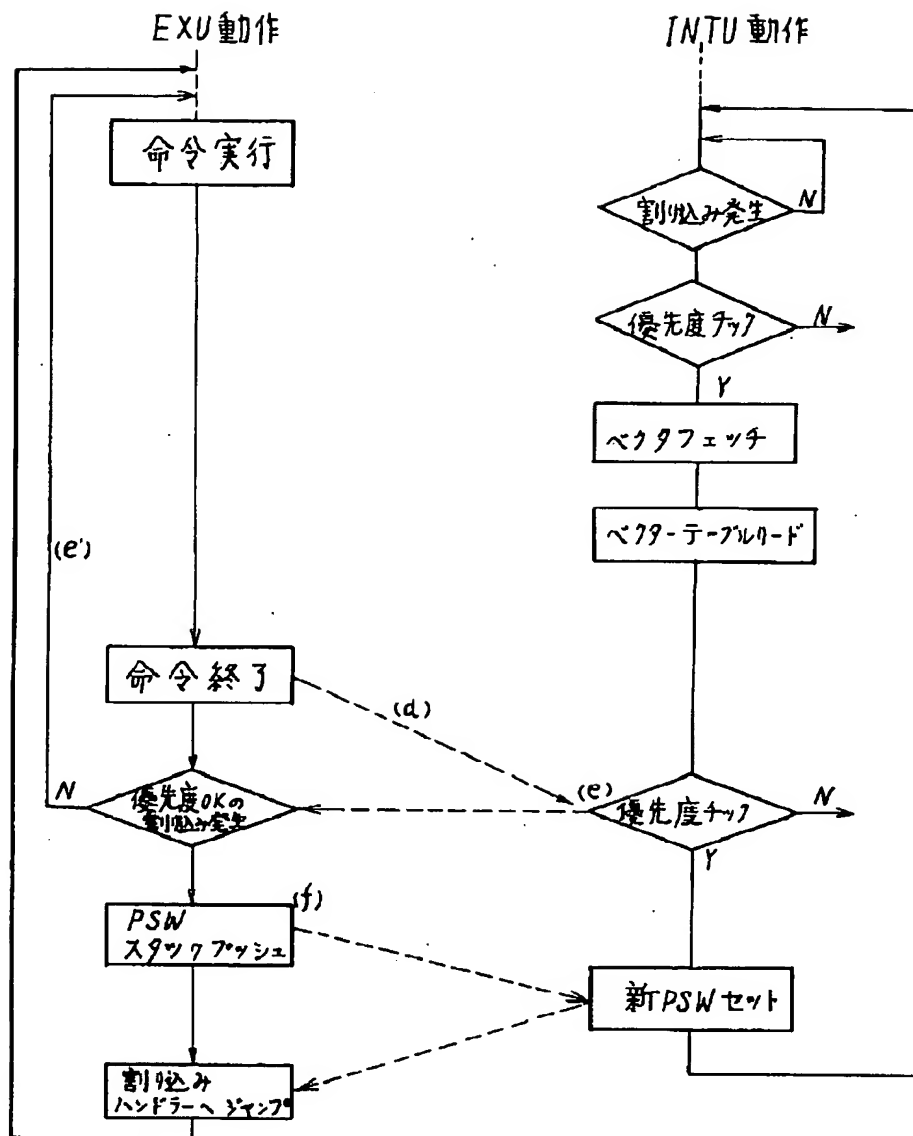 EXU動作
命令実行
(e')
命令終了
(d)
N
優先度OKの
割り込み発生
(f)
PSW
スタックプッシュ
割り込み
ハンドラーへジャンプ
INTU動作
割り込み発生
N
優先度チック
N
Y
ベクタフェッチ
ベクターテーブルリード
(e)
優先度チック
N
Y
新PSWセット